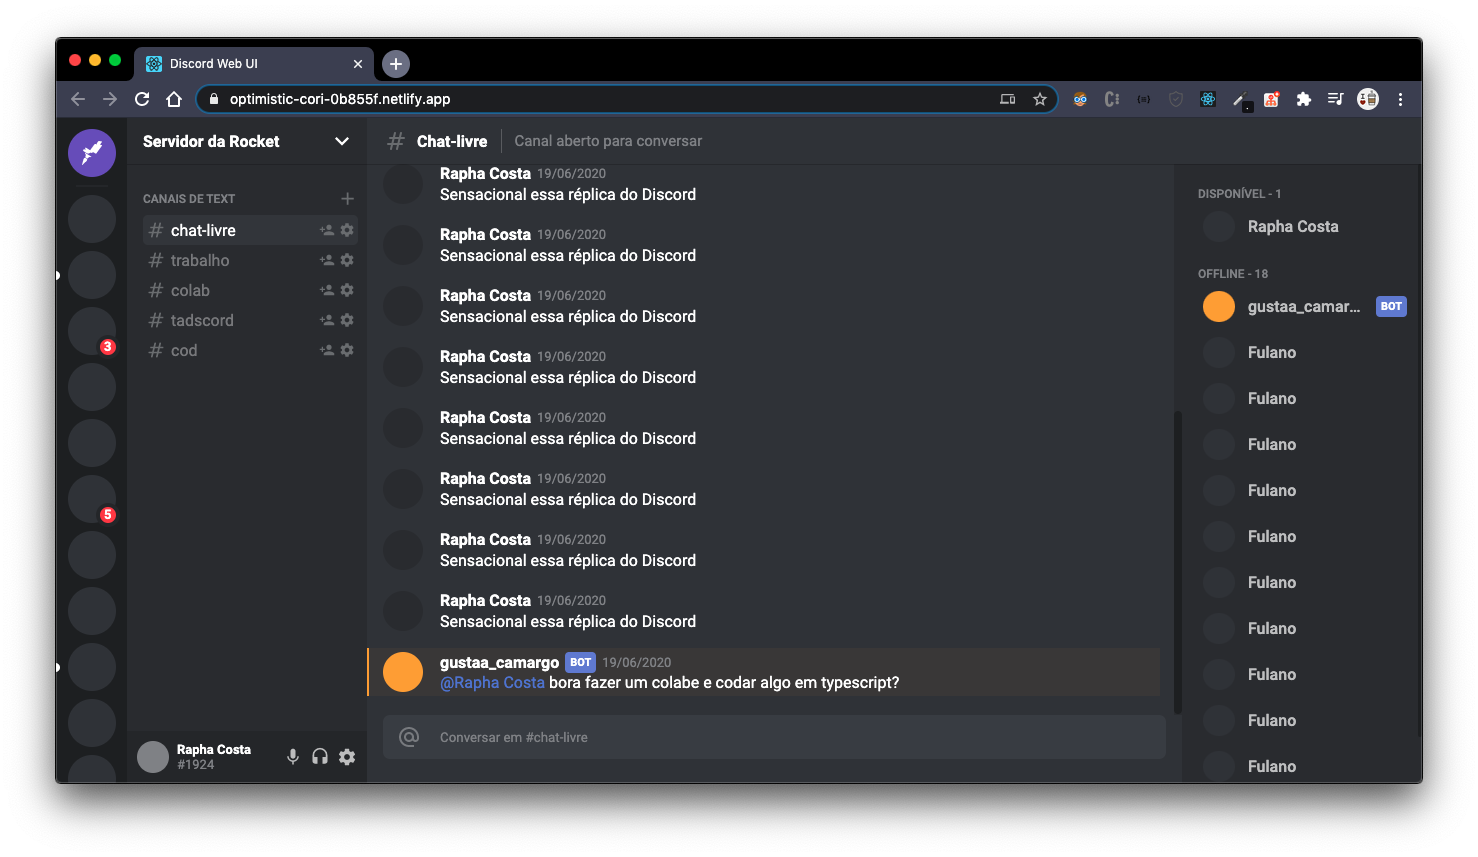 Discord Web UI
optimistic-cori-0b855f.netlify.app
Servidor da Rocket
Chat-livre
Canal aberto para conversar
3
5
CANAIS DE TEXT
chat-livre
trabalho
colab
tadscord
cod
Rapha Costa
#1924
Rapha Costa 19/06/2020
Sensacional essa réplica do Discord
Rapha Costa 19/06/2020
Sensacional essa réplica do Discord
Rapha Costa 19/06/2020
Sensacional essa réplica do Discord
Rapha Costa 19/06/2020
Sensacional essa réplica do Discord
Rapha Costa 19/06/2020
Sensacional essa réplica do Discord
Rapha Costa 19/06/2020
Sensacional essa réplica do Discord
Rapha Costa 19/06/2020
Sensacional essa réplica do Discord
Rapha Costa 19/06/2020
Sensacional essa réplica do Discord
gustaa_camargo BOT 19/06/2020
@Rapha Costa bora fazer um colabe e codar algo em typescript?
Conversar em #chat-livre
DISPONÍVEL - 1
Rapha Costa
OFFLINE - 18
gustaa_camar... BOT
Fulano
Fulano
Fulano
Fulano
Fulano
Fulano
Fulano
Fulano
Fulano
Fulano